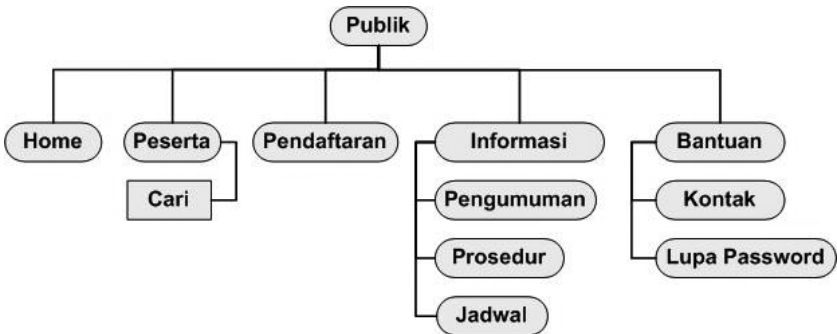 Publik
Home
Peserta
Pendaftaran
Informasi
Bantuan
Cari
Pengumuman
Kontak
Prosedur
Lupa Password
Jadwal